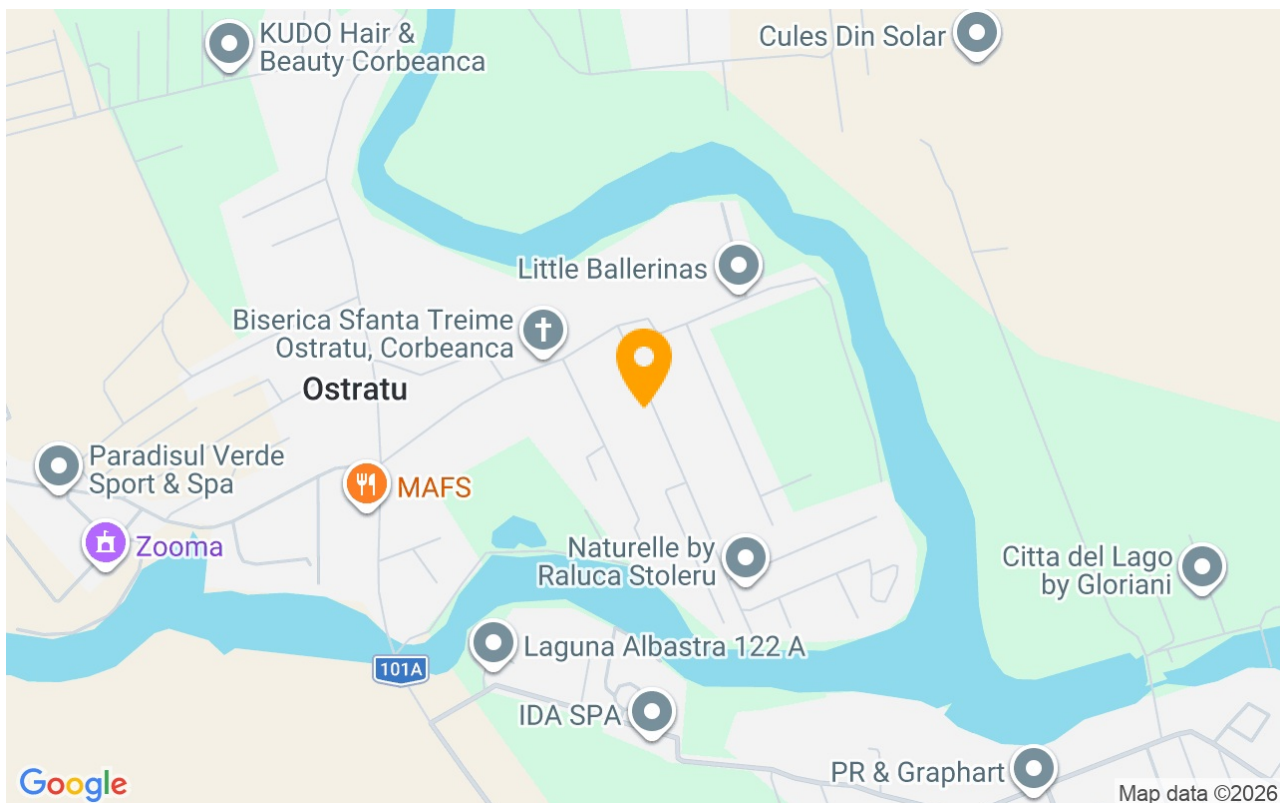 KUDO Hair &
Beauty Corbeanca
Cules Din Solar
Little Ballerinas
Biserica Sfanta Treime
Ostratu, Corbeanca
Ostratu
Paradisul Verde
Sport & Spa
MAFS
Zooma
Naturelle by
Raluca Stoleru
Citta del Lago
by Gloriani
Laguna Albastra 122 A
101A
IDA SPA
PR & Graphart
Google
Map data ©2026